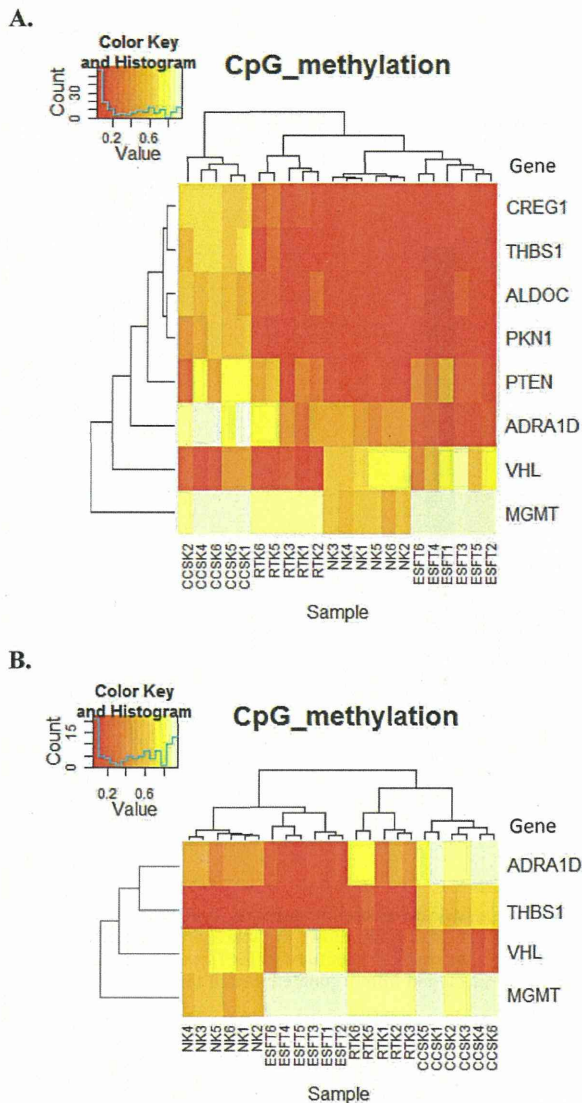 A.
Color Key
and Histogram
CpG_methylation
Count
0 30
0.2 0.6
Value
Gene
CREG1
THBS1
ALDOC
PKN1
PTEN
ADRA1D
VHL
MGMT
CCSK2
CCSK4
CCSK6
CCSK5
CCSK1
RTK6
RTK5
RTK3
RTK1
RTK2
NK3
NK4
NK1
NK5
NK6
NK2
ESFT6
ESFT4
ESFT1
ESFT3
ESFT5
ESFT2
Sample
B.
Color Key
and Histogram
CpG_methylation
Count
0 15
0.2 0.6
Value
Gene
ADRA1D
THBS1
VHL
MGMT
NK4
NK3
NK5
NK6
NK1
NK2
ESFT6
ESFT4
ESFT5
ESFT3
ESFT1
ESFT2
RTK6
RTK5
RTK1
RTK2
RTK3
CCSK5
CCSK1
CCSK2
CCSK3
CCSK4
CCSK6
Sample